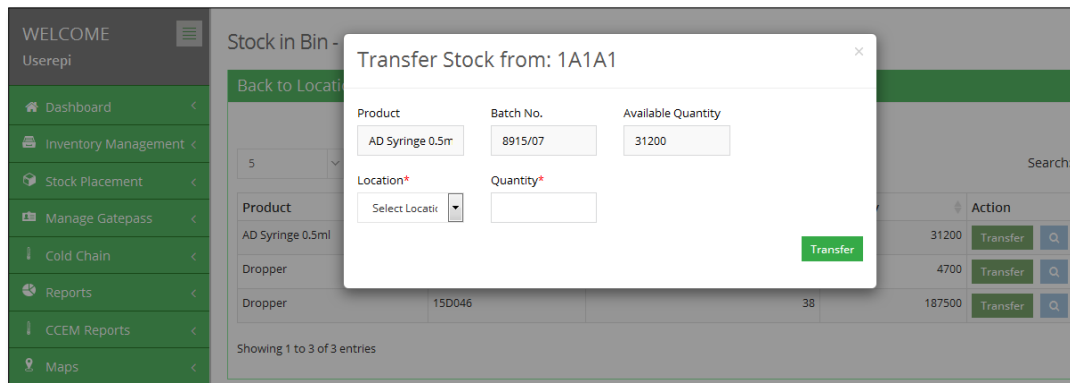 WELCOME
Userepi
Dashboard
Inventory Management
Stock Placement
Manage Gatepass
Cold Chain
Reports
CCEM Reports
Maps
Stock in Bin -
Back to Locati
Transfer Stock from: 1A1A1
×
Product Batch No. Available Quantity
AD Syringe 0.5m 8915/07 31200
Location* Quantity*
Select Locatic
Transfer
5 Search:
Product Action
AD Syringe 0.5ml 31200 Transfer
Dropper 4700 Transfer
Dropper 15D046 38 187500 Transfer
Showing 1 to 3 of 3 entries